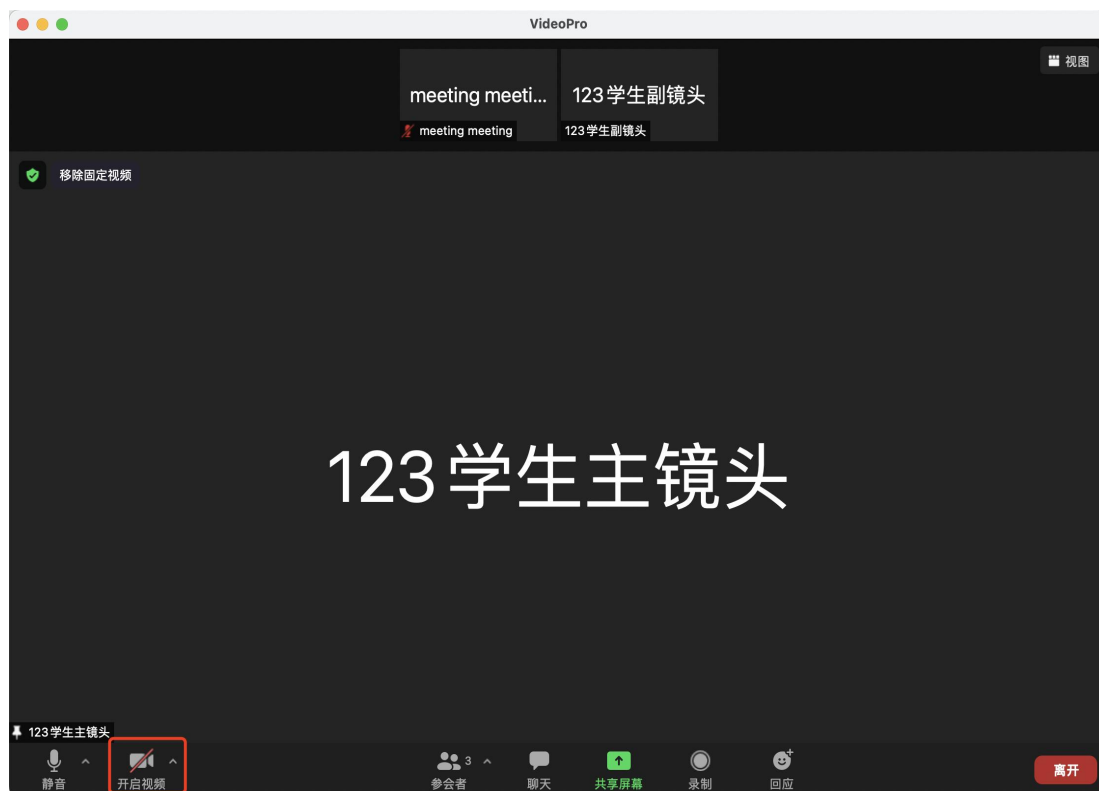 VideoPro
视图
meeting meeti...
123学生副镜头
meeting meeting
123学生副镜头
移除固定视频
123学生主镜头
123学生主镜头
静音
开启视频
3
参会者
聊天
共享屏幕
录制
回应
离开